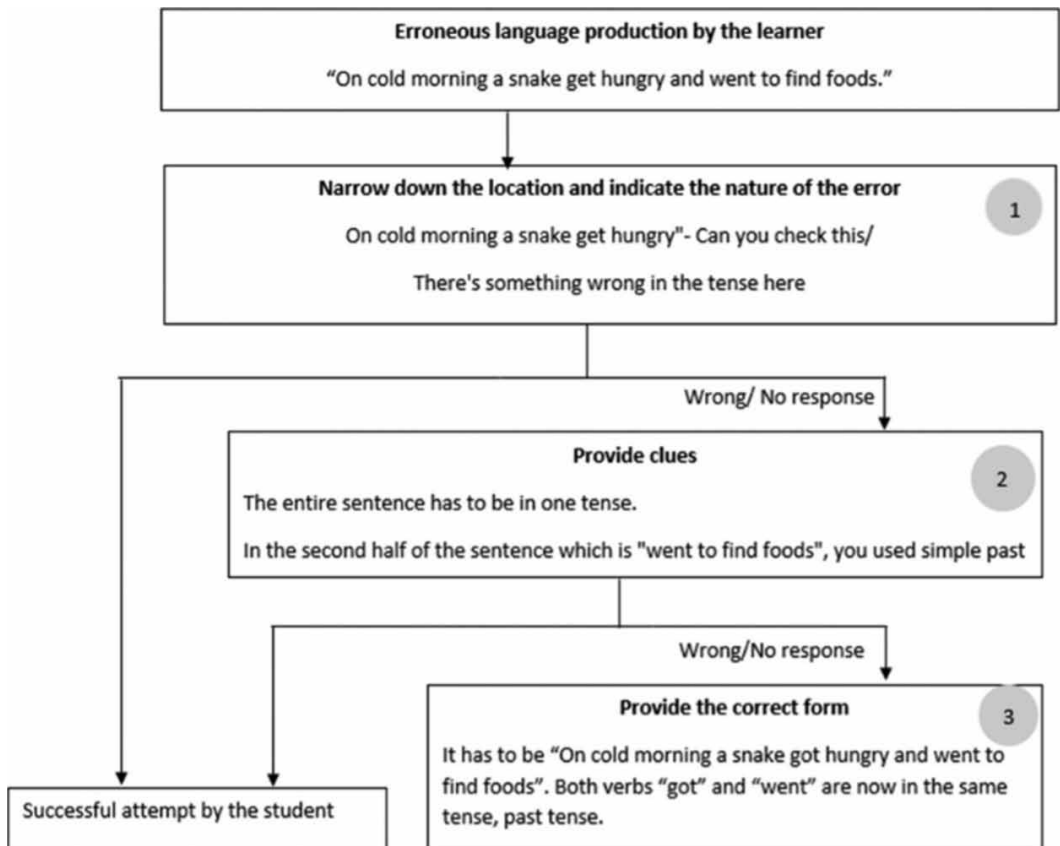 Erroneous language production by the learner
“On cold morning a snake get hungry and went to find foods.”
Narrow down the location and indicate the nature of the error
1
On cold morning a snake get hungry"- Can you check this/
There's something wrong in the tense here
Wrong/ No response
Provide clues
2
The entire sentence has to be in one tense.
In the second half of the sentence which is "went to find foods", you used simple past
Wrong/No response
Provide the correct form
3
It has to be “On cold morning a snake got hungry and went to
find foods”. Both verbs “got” and “went” are now in the same
tense, past tense.
Successful attempt by the student